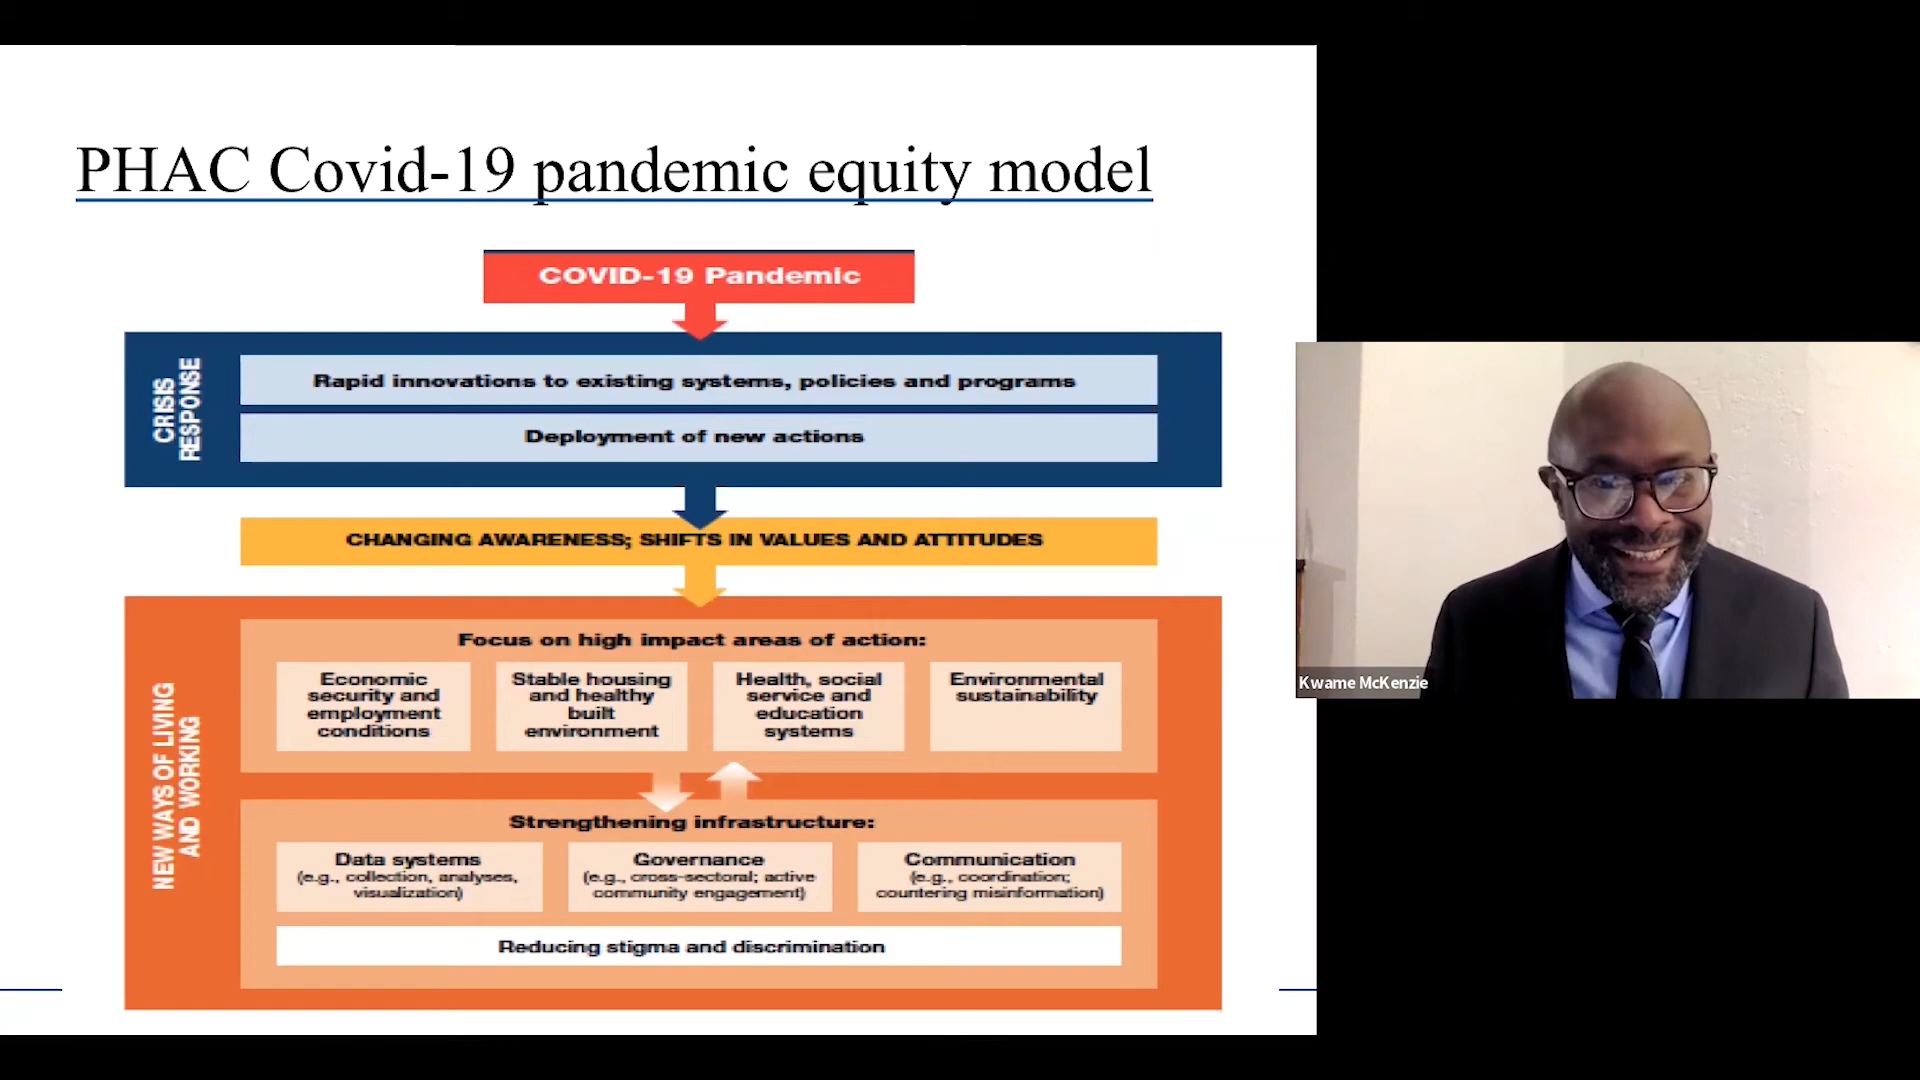 PHAC Covid-19 pandemic equity model
COVID-19 Pandemic
CRISIS
RESPONSE
Rapid innovations to existing systems, policies and programs
Deployment of new actions
CHANGING AWARENESS; SHIFTS IN VALUES AND ATTITUDES
NEW WAYS OF LIVING
AND WORKING
Focus on high impact areas of action:
Economic
security and
employment
conditions
Stable housing
and healthy
built
environment
Health, social
service and
education
systems
Environmental
sustainability
Strengthening infrastructure:
Data systems
(e.g., collection, analyses,
visualization)
Governance
(e.g., cross-sectoral; active
community engagement)
Communication
(e.g., coordination;
countering misinformation)
Reducing stigma and discrimination
Kwame McKenzie